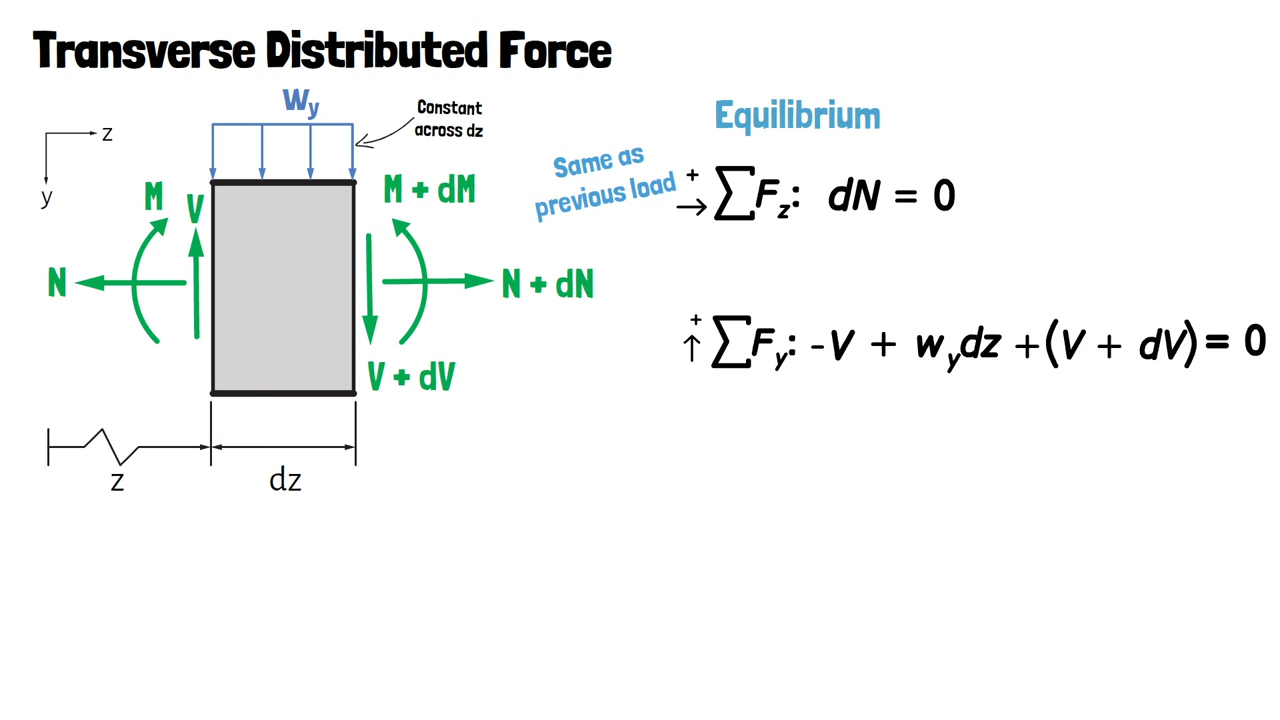 Transverse Distributed Force
Wy
Constant
across dz
z
y
M
V
N
M + dM
N + dN
V + dV
z
dz
Equilibrium
Same as
previous load
+ → ∑Fz: dN = 0
+ ↑ ∑Fy: -V + wydz +(V + dV) = 0